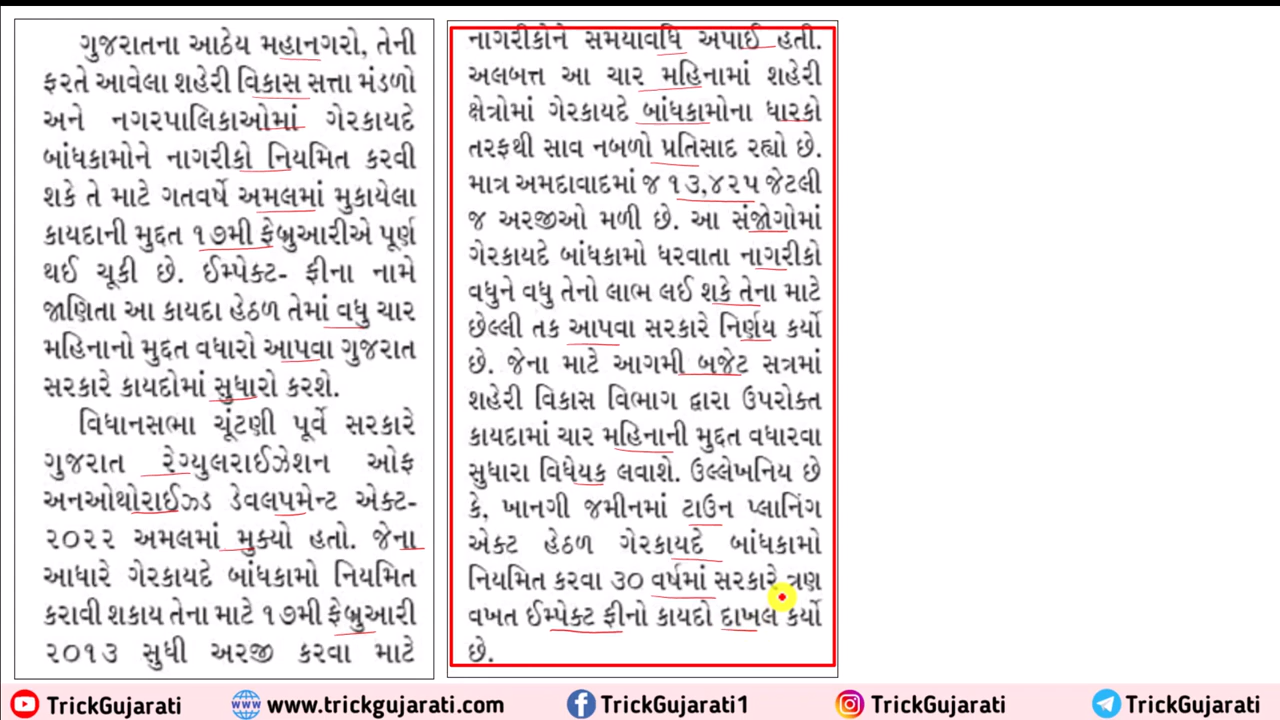 ગુજરાતના આઠેય મહાનગરો, તેની
ફરતે આવેલા શહેરી વિકાસ સત્તા મંડળો
અને નગરપાલિકાઓમાં ગેરકાયદે
બાંધકામોને નાગરીકો નિયમિત કરવી
શકે તે માટે ગતવર્ષે અમલમાં મુકાયેલા
કાયદાની મુદ્દત ૧૭મી ફેબ્રુઆરીએ પૂર્ણ
થઈ ચૂકી છે. ઈમ્પેક્ટ- ફીના નામે
જાણિતા આ કાયદા હેઠળ તેમાં વધુ ચાર
મહિનાનો મુદ્દત વધારો આપવા ગુજરાત
સરકારે કાયદોમાં સુધારો કરશે.
વિધાનસભા ચૂંટણી પૂર્વે સરકારે
ગુજરાત રેગ્યુલરાઈઝેશન ઓફ
અનઓથોરાઈઝ્ડ ડેવલપમેન્ટ એક્ટ-
૨૦૨૨ અમલમાં મુક્યો હતો. જેના
આધારે ગેરકાયદે બાંધકામો નિયમિત
કરાવી શકાય તેના માટે ૧૭મી ફેબ્રુઆરી
૨૦૧૩ સુધી અરજી કરવા માટે
નાગરીકોને સમયાવધિ અપાઈ હતી.
અલબત્ત આ ચાર મહિનામાં શહેરી
ક્ષેત્રોમાં ગેરકાયદે બાંધકામોના ધારકો
તરફથી સાવ નબળો પ્રતિસાદ રહ્યો છે.
માત્ર અમદાવાદમાં જ ૧૩,૪૨૫ જેટલી
જ અરજીઓ મળી છે. આ સંજોગોમાં
ગેરકાયદે બાંધકામો ધરવાતા નાગરીકો
વધુને વધુ તેનો લાભ લઈ શકે તેના માટે
છેલ્લી તક આપવા સરકારે નિર્ણય કર્યો
છે. જેના માટે આગમી બજેટ સત્રમાં
શહેરી વિકાસ વિભાગ દ્વારા ઉપરોક્ત
કાયદામાં ચાર મહિનાની મુદ્દત વધારવા
સુધારા વિધેયક લવાશે. ઉલ્લેખનિય છે
કે, ખાનગી જમીનમાં ટાઉન પ્લાનિંગ
એક્ટ હેઠળ ગેરકાયદે બાંધકામો
નિયમિત કરવા ૩૦ વર્ષમાં સરકારે ત્રણ
વખત ઈમ્પેક્ટ ફીનો કાયદો દાખલ કર્યો
છે.
TrickGujarati www.trickgujarati.com TrickGujarati1 TrickGujarati TrickGujarati